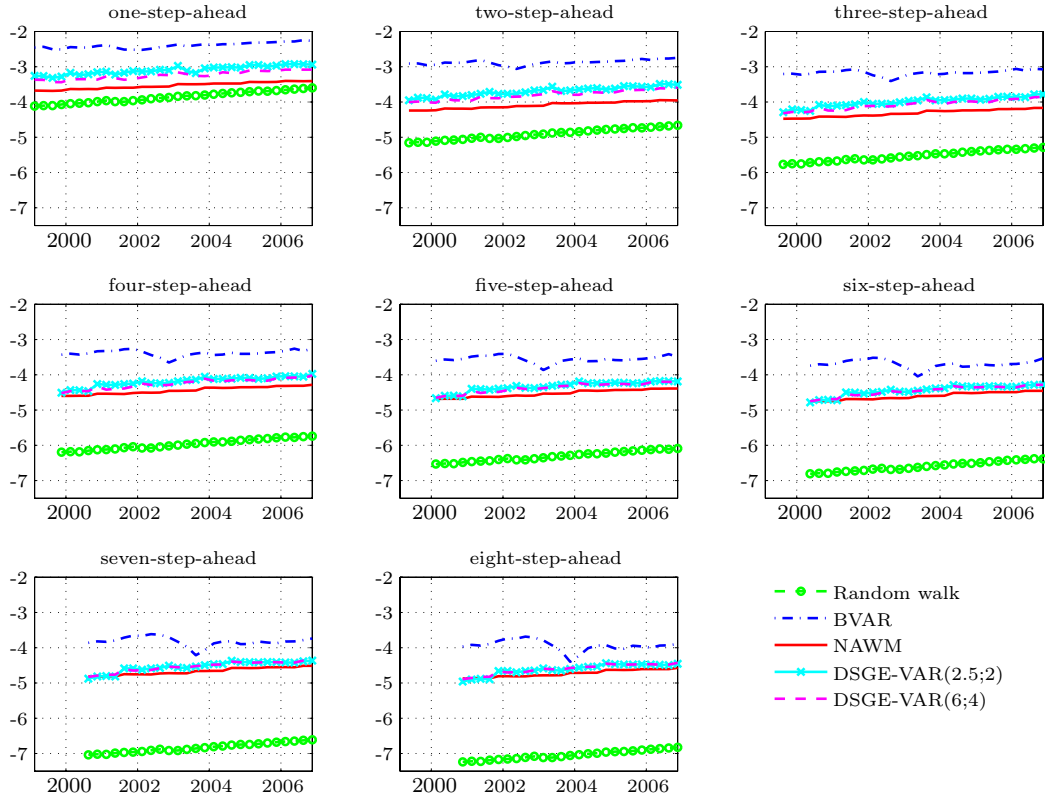 one-step-ahead
two-step-ahead
three-step-ahead
-2
-3
-4
-5
-6
-7
2000 2002 2004 2006
-2
-3
-4
-5
-6
-7
2000 2002 2004 2006
-2
-3
-4
-5
-6
-7
2000 2002 2004 2006
four-step-ahead
five-step-ahead
six-step-ahead
-2
-3
-4
-5
-6
-7
2000 2002 2004 2006
-2
-3
-4
-5
-6
-7
2000 2002 2004 2006
-2
-3
-4
-5
-6
-7
2000 2002 2004 2006
seven-step-ahead
eight-step-ahead
-2
-3
-4
-5
-6
-7
2000 2002 2004 2006
-2
-3
-4
-5
-6
-7
2000 2002 2004 2006
Random walk
BVAR
NAWM
DSGE-VAR(2.5;2)
DSGE-VAR(6;4)